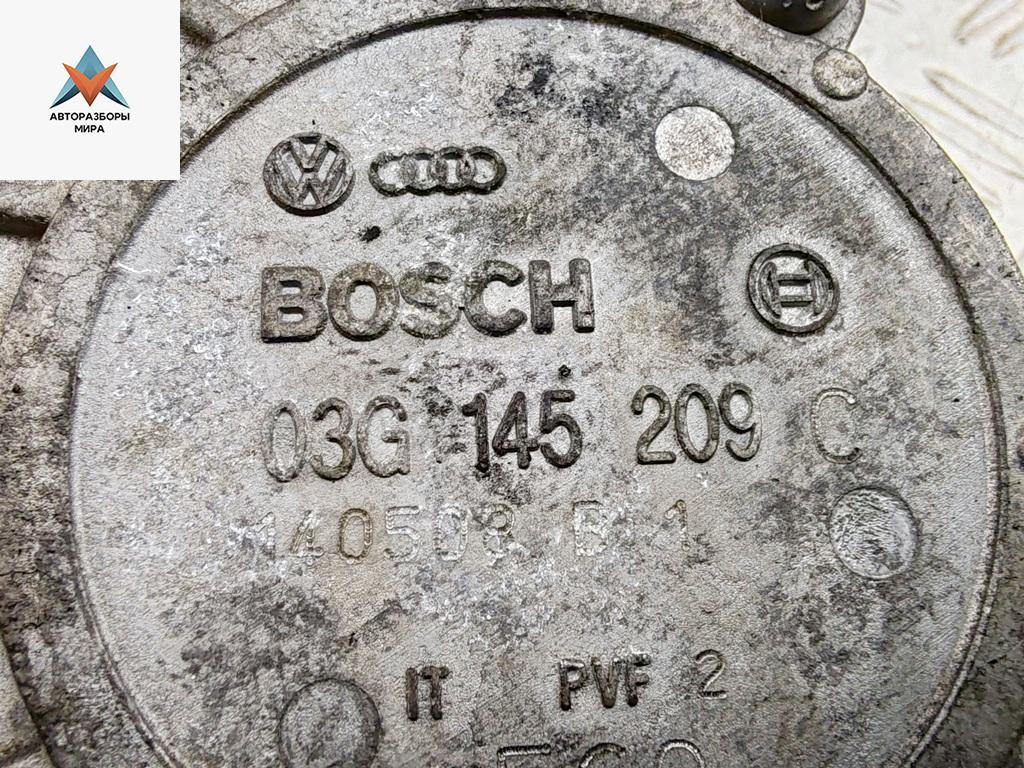 АВТОРАЗБОРЫ
МИРА
BOSCH
03G 145 209 C
140508 B 1
IT PVF 2